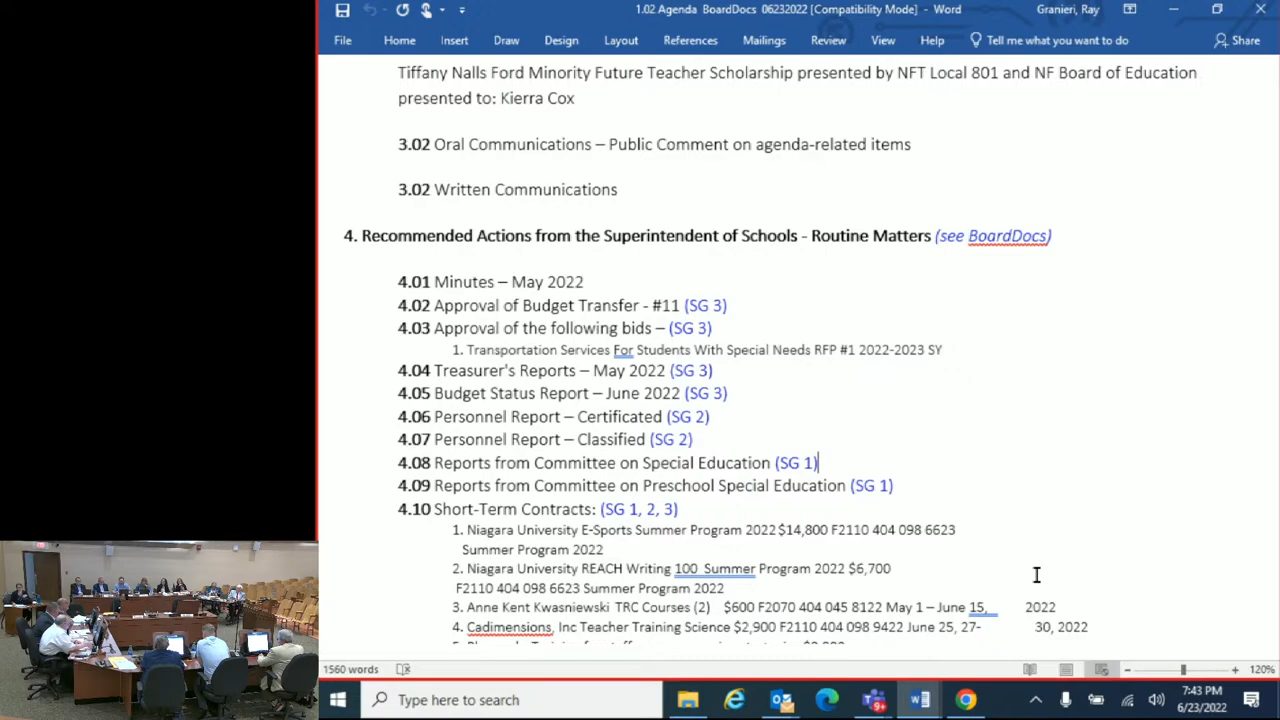 1.02 Agenda BoardDocs 06232022 [Compatibility Mode] - Word
Granieri, Ray
File Home Insert Draw Design Layout References Mailings Review View Help Tell me what you want to do Share
Tiffany Nalls Ford Minority Future Teacher Scholarship presented by NFT Local 801 and NF Board of Education
presented to: Kierra Cox
3.02 Oral Communications – Public Comment on agenda-related items
3.02 Written Communications
4. Recommended Actions from the Superintendent of Schools - Routine Matters (see BoardDocs)
4.01 Minutes – May 2022
4.02 Approval of Budget Transfer - #11 (SG 3)
4.03 Approval of the following bids – (SG 3)
1. Transportation Services For Students With Special Needs RFP #1 2022-2023 SY
4.04 Treasurer's Reports – May 2022 (SG 3)
4.05 Budget Status Report – June 2022 (SG 3)
4.06 Personnel Report – Certificated (SG 2)
4.07 Personnel Report – Classified (SG 2)
4.08 Reports from Committee on Special Education (SG 1)
4.09 Reports from Committee on Preschool Special Education (SG 1)
4.10 Short-Term Contracts: (SG 1, 2, 3)
1. Niagara University E-Sports Summer Program 2022 $14,800 F2110 404 098 6623
Summer Program 2022
2. Niagara University REACH Writing 100 Summer Program 2022 $6,700
F2110 404 098 6623 Summer Program 2022
3. Anne Kent Kwasniewski TRC Courses (2) $600 F2070 404 045 8122 May 1 – June 15, 2022
4. Cadimensions, Inc Teacher Training Science $2,900 F2110 404 098 9422 June 25, 27- 30, 2022
1560 words
120%
Type here to search
9+
7:43 PM
6/23/2022